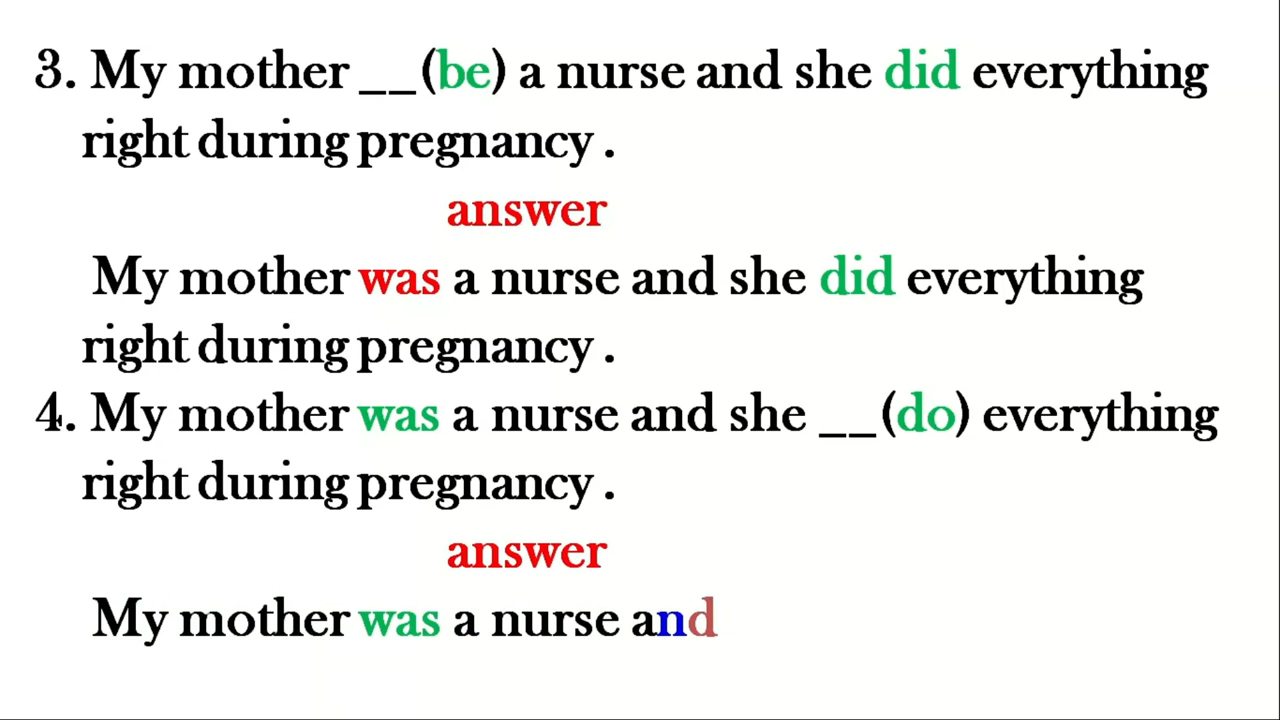 3. My mother __ (be) a nurse and she did everything
right during pregnancy .
answer
My mother was a nurse and she did everything
right during pregnancy .
4. My mother was a nurse and she __ (do) everything
right during pregnancy .
answer
My mother was a nurse and